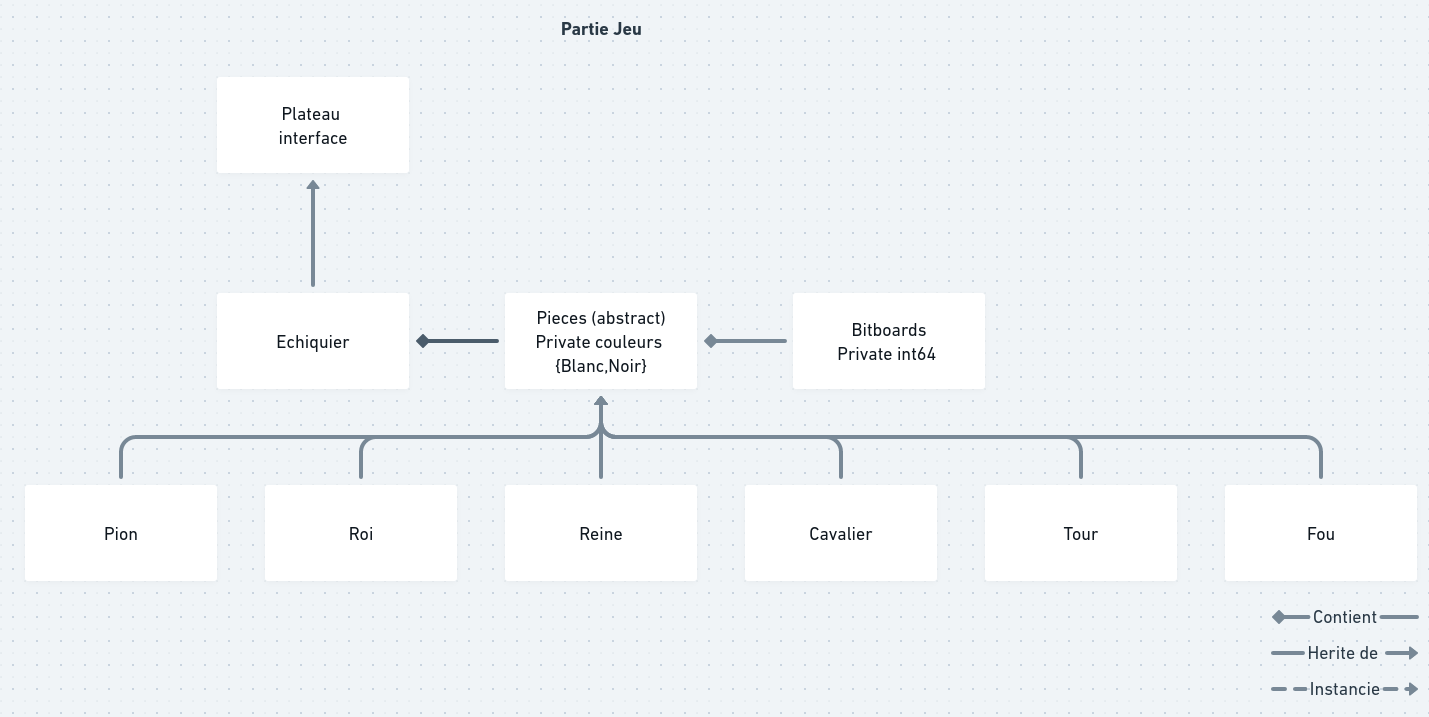 Partie Jeu
Plateau
interface
Echiquier
Pieces (abstract)
Private couleurs
{Blanc,Noir}
Bitboards
Private int64
Pion
Roi
Reine
Cavalier
Tour
Fou
Contient
Herite de
Instancie